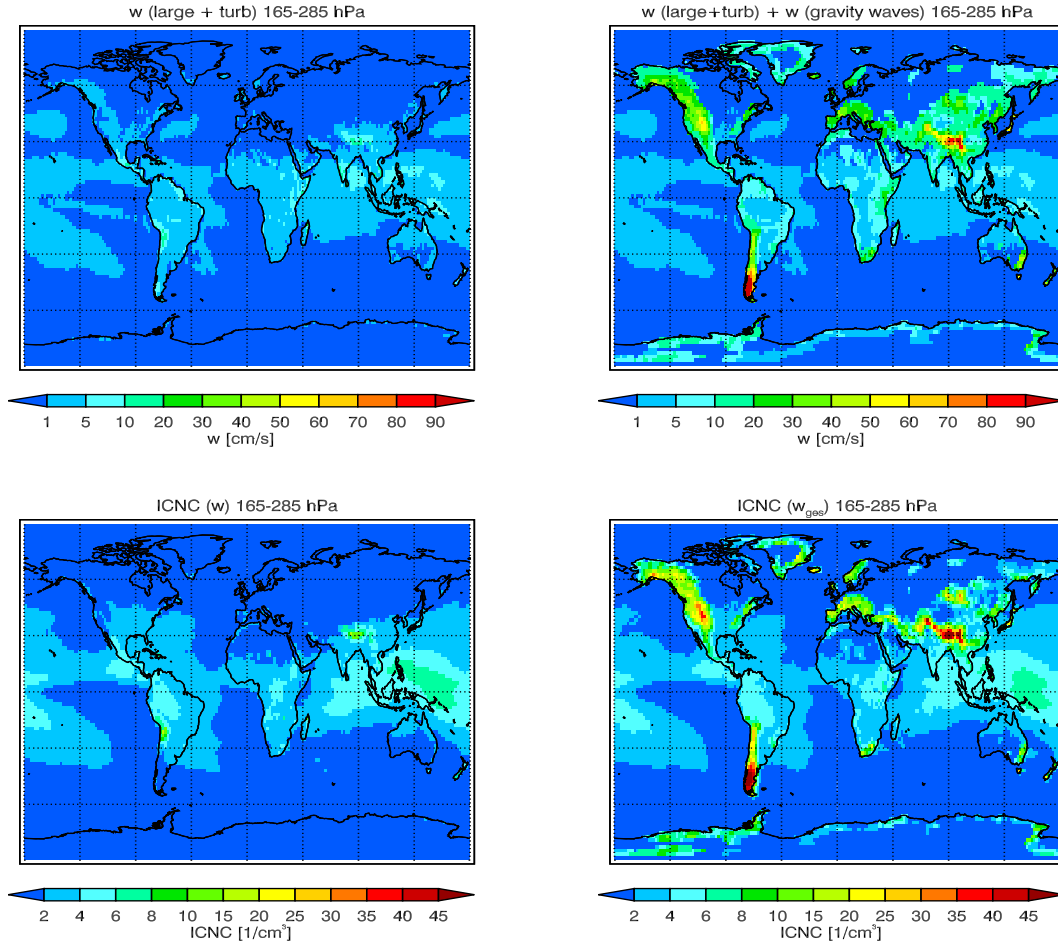 w (large + turb) 165-285 hPa
w (large+turb) + w (gravity waves) 165-285 hPa
1 5 10 20 30 40 50 60 70 80 90
w [cm/s]
1 5 10 20 30 40 50 60 70 80 90
w [cm/s]
ICNC (w) 165-285 hPa
ICNC (w_ges) 165-285 hPa
2 4 6 8 10 15 20 25 30 35 40 45
ICNC [1/cm³]
2 4 6 8 10 15 20 25 30 35 40 45
ICNC [1/cm³]